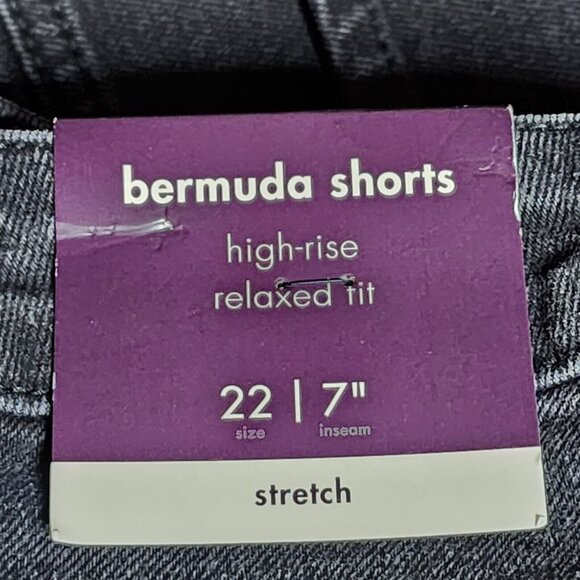 bermuda shorts
high-rise
relaxed fit
22 | 7"
size inseam
stretch